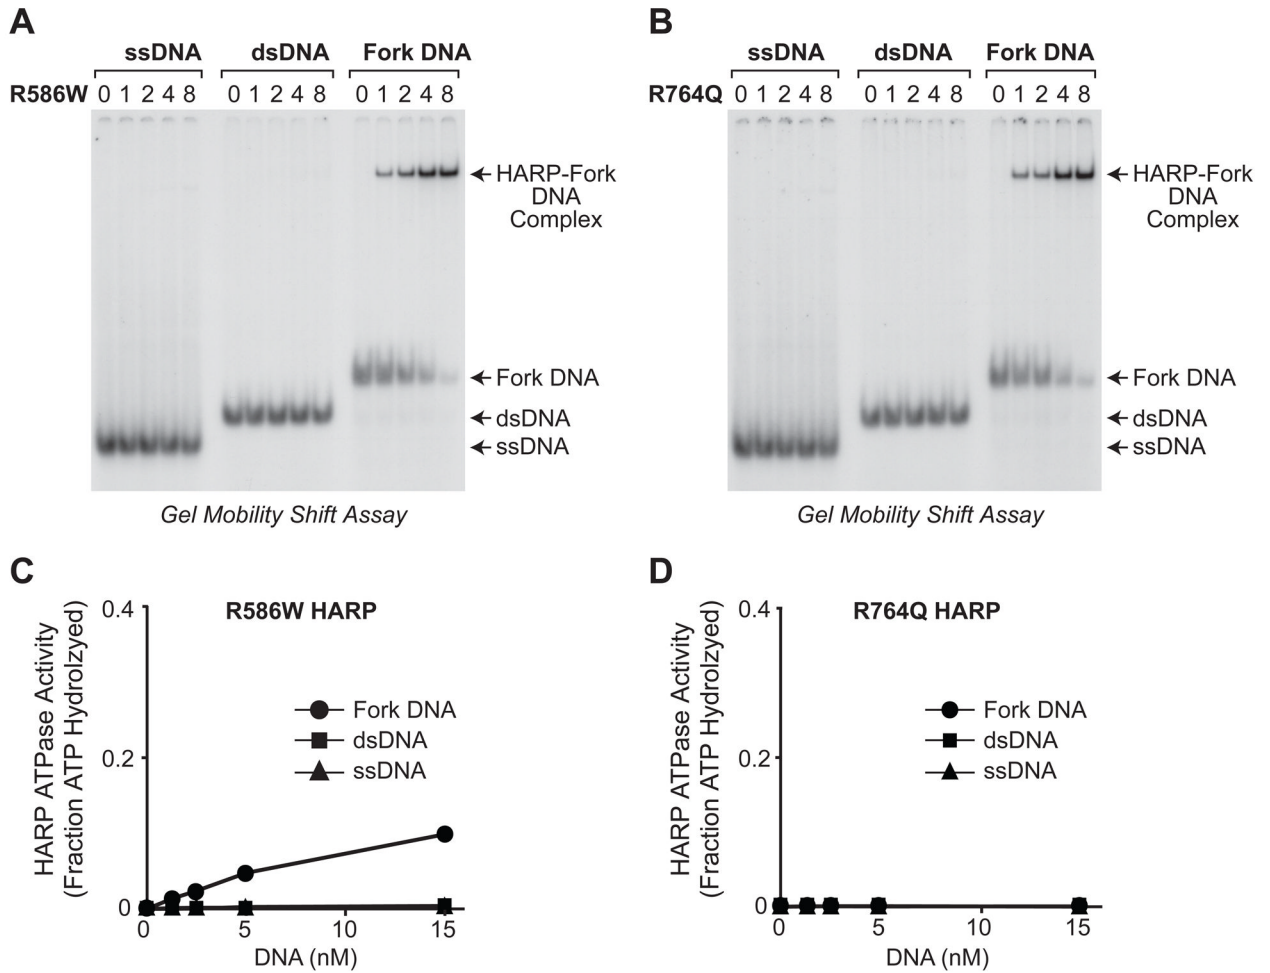 A
ssDNA dsDNA Fork DNA
R586W 0 1 2 4 8 0 1 2 4 8 0 1 2 4 8
HARP-Fork
DNA
Complex
Fork DNA
dsDNA
ssDNA
Gel Mobility Shift Assay
B
ssDNA dsDNA Fork DNA
R764Q 0 1 2 4 8 0 1 2 4 8 0 1 2 4 8
HARP-Fork
DNA
Complex
Fork DNA
dsDNA
ssDNA
Gel Mobility Shift Assay
C
R586W HARP
HARP ATPase Activity
(Fraction ATP Hydrolzyed)
0.4
0.2
0
Fork DNA
dsDNA
ssDNA
0 5 10 15
DNA (nM)
D
R764Q HARP
HARP ATPase Activity
(Fraction ATP Hydrolzyed)
0.4
0.2
0
Fork DNA
dsDNA
ssDNA
0 5 10 15
DNA (nM)